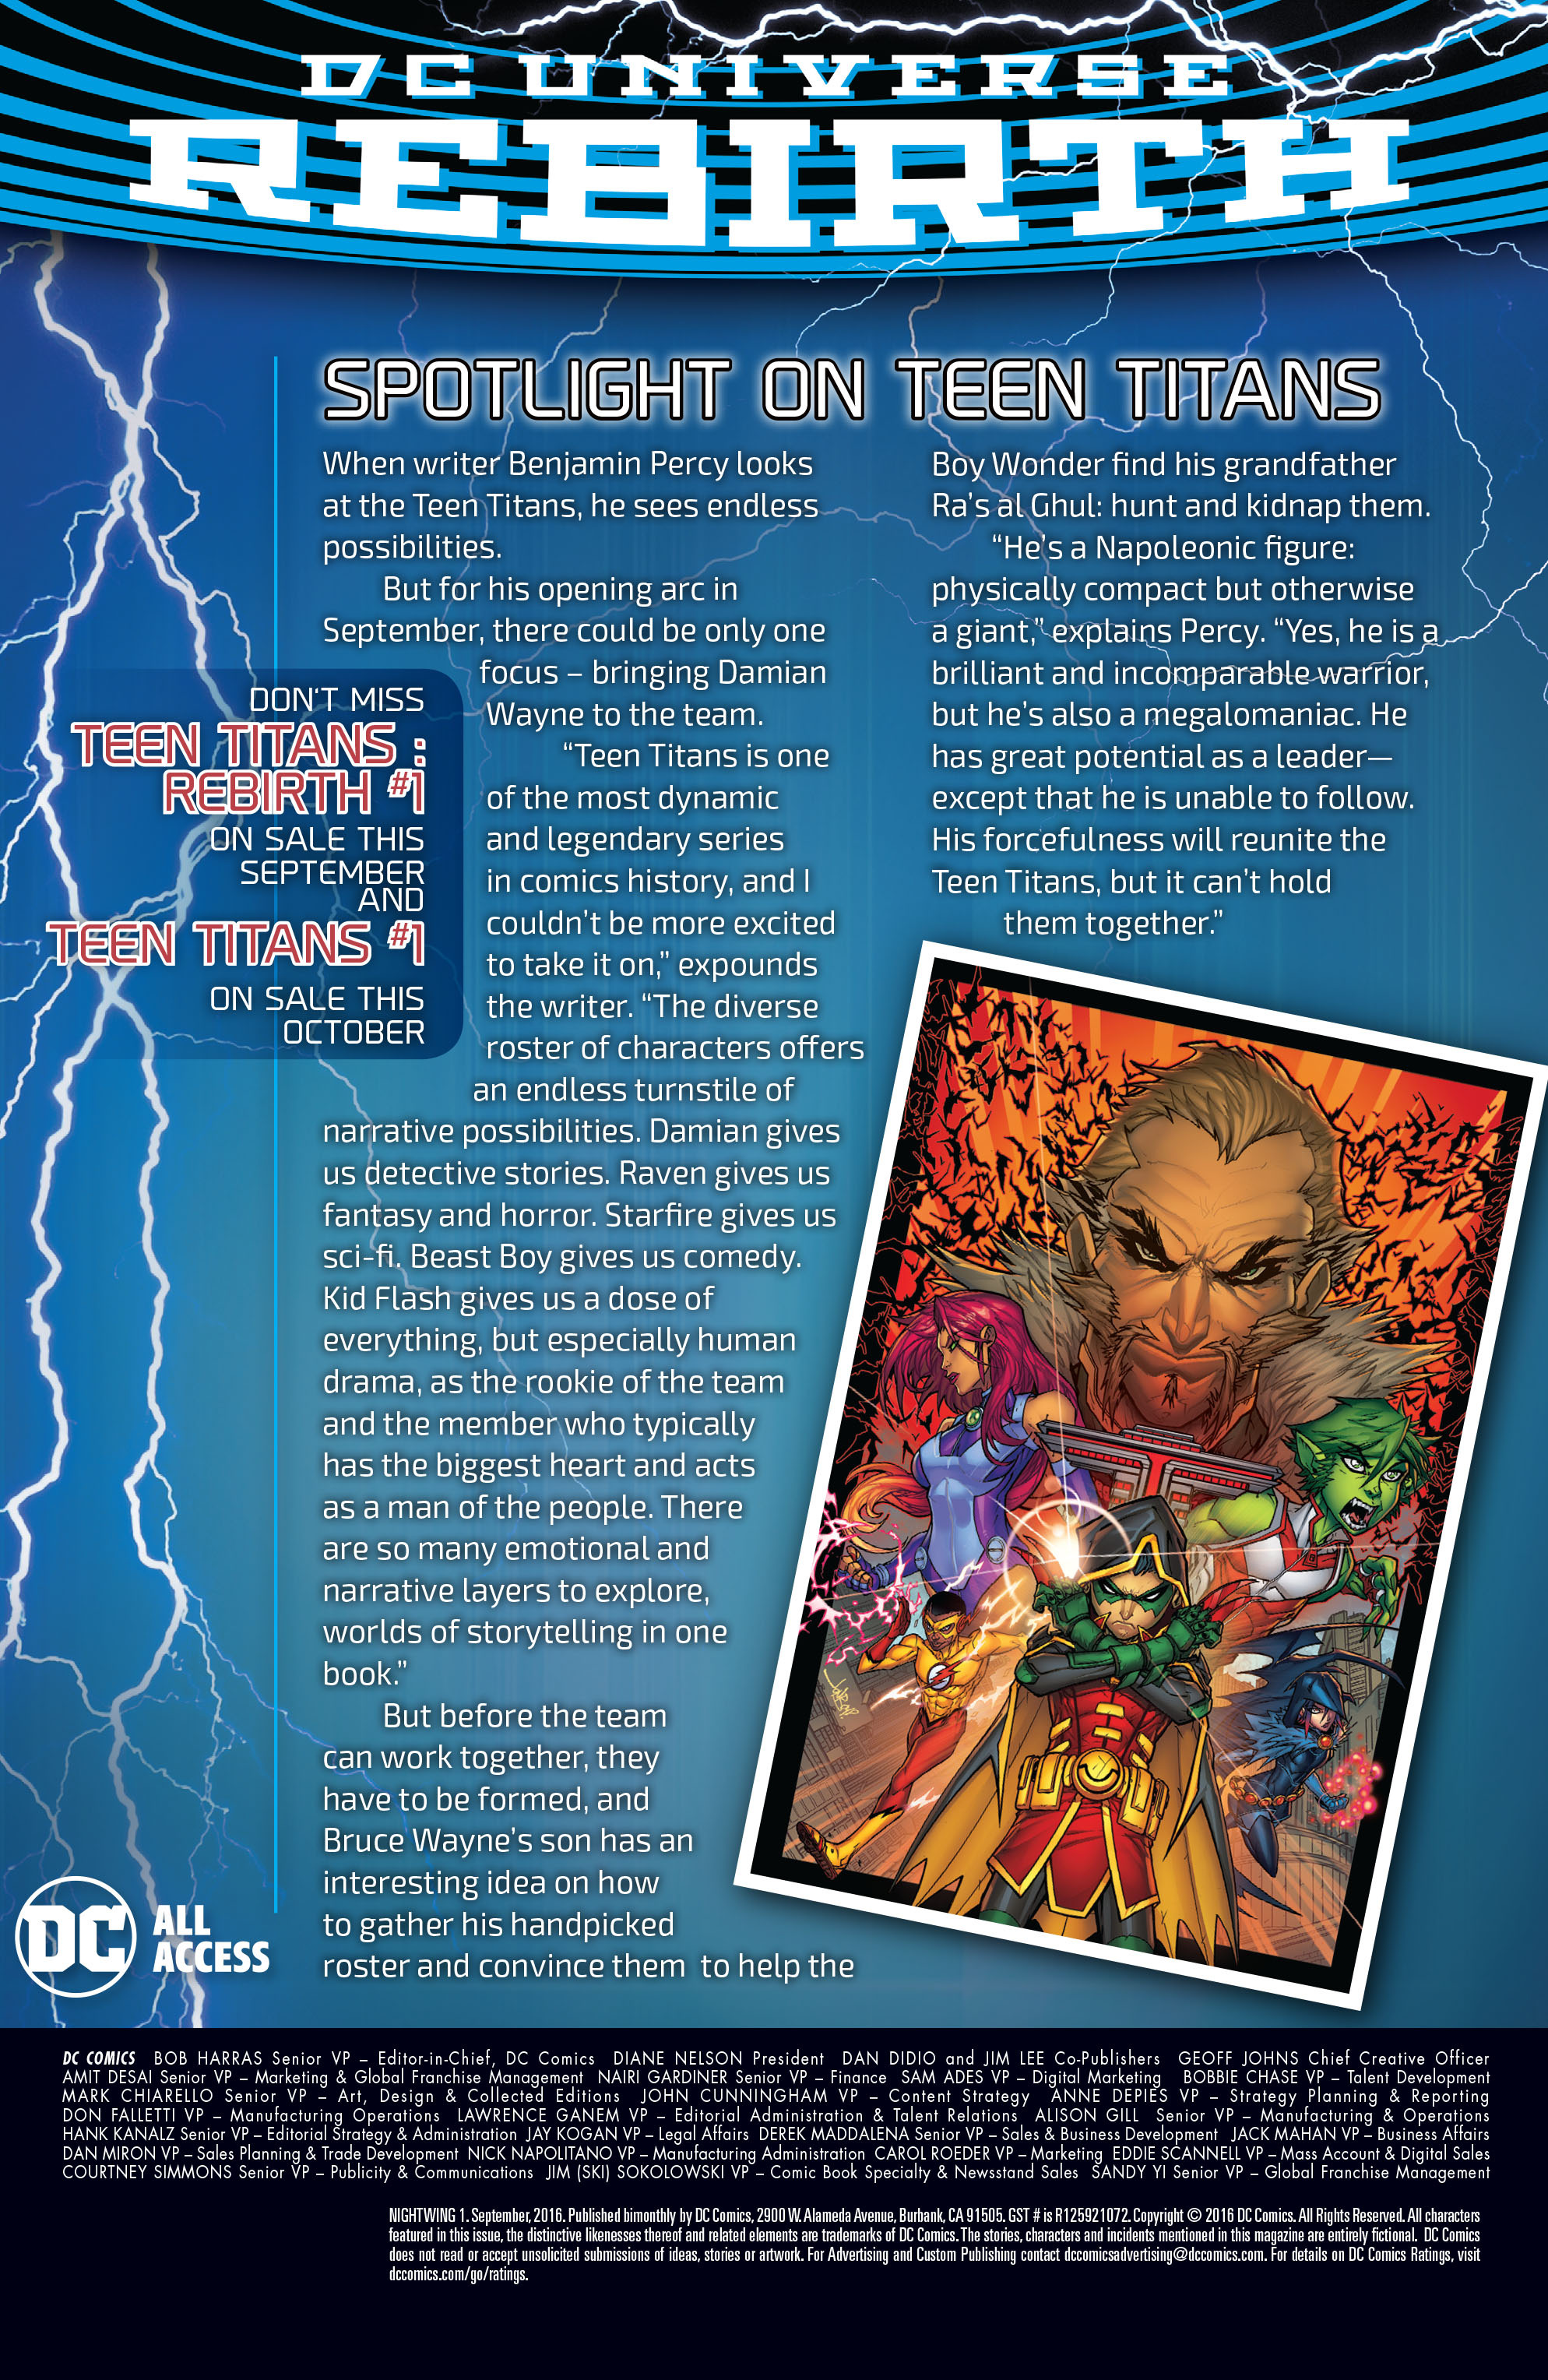 DC UNIVERSE
REBIRTH
SPOTLIGHT ON TEEN TITANS
When writer Benjamin Percy looks
at the Teen Titans, he sees endless
possibilities.
But for his opening arc in
September, there could be only one
focus – bringing Damian
Wayne to the team.
“Teen Titans is one
of the most dynamic
and legendary series
in comics history, and I
couldn’t be more excited
to take it on,” expounds
the writer. “The diverse
roster of characters offers
an endless turnstile of
narrative possibilities. Damian gives
us detective stories. Raven gives us
fantasy and horror. Starfire gives us
sci-fi. Beast Boy gives us comedy.
Kid Flash gives us a dose of
everything, but especially human
drama, as the rookie of the team
and the member who typically
has the biggest heart and acts
as a man of the people. There
are so many emotional and
narrative layers to explore,
worlds of storytelling in one
book.”
But before the team
can work together, they
have to be formed, and
Bruce Wayne’s son has an
interesting idea on how
to gather his handpicked
roster and convince them to help the
Boy Wonder find his grandfather
Ra’s al Ghul: hunt and kidnap them.
“He’s a Napoleonic figure:
physically compact but otherwise
a giant,” explains Percy. “Yes, he is a
brilliant and incomparable warrior,
but he’s also a megalomaniac. He
has great potential as a leader—
except that he is unable to follow.
His forcefulness will reunite the
Teen Titans, but it can’t hold
them together.”
DON'T MISS
TEEN TITANS :
REBIRTH #1
ON SALE THIS
SEPTEMBER
AND
TEEN TITANS #1
ON SALE THIS
OCTOBER
DC ALL
ACCESS
DC COMICS BOB HARRAS Senior VP – Editor-in-Chief, DC Comics DIANE NELSON President DAN DIDIO and JIM LEE Co-Publishers GEOFF JOHNS Chief Creative Officer
AMIT DESAI Senior VP – Marketing & Global Franchise Management NAIRI GARDINER Senior VP – Finance SAM ADES VP – Digital Marketing BOBBIE CHASE VP – Talent Development
MARK CHIARELLO Senior VP – Art, Design & Collected Editions JOHN CUNNINGHAM VP – Content Strategy ANNE DEPIES VP – Strategy Planning & Reporting
DON FALLETTI VP – Manufacturing Operations LAWRENCE GANEM VP – Editorial Administration & Talent Relations ALISON GILL Senior VP – Manufacturing & Operations
HANK KANALZ Senior VP – Editorial Strategy & Administration JAY KOGAN VP – Legal Affairs DEREK MADDALENA Senior VP – Sales & Business Development JACK MAHAN VP – Business Affairs
DAN MIRON VP – Sales Planning & Trade Development NICK NAPOLITANO VP – Manufacturing Administration CAROL ROEDER VP – Marketing EDDIE SCANNELL VP – Mass Account & Digital Sales
COURTNEY SIMMONS Senior VP – Publicity & Communications JIM (SKI) SOKOLOWSKI VP – Comic Book Specialty & Newsstand Sales SANDY YI Senior VP – Global Franchise Management
NIGHTWING 1. September, 2016. Published bimonthly by DC Comics, 2900 W. Alameda Avenue, Burbank, CA 91505. GST # is R125921072. Copyright © 2016 DC Comics. All Rights Reserved. All characters
featured in this issue, the distinctive likenesses thereof and related elements are trademarks of DC Comics. The stories, characters and incidents mentioned in this magazine are entirely fictional. DC Comics
does not read or accept unsolicited submissions of ideas, stories or artwork. For Advertising and Custom Publishing contact dccomicsadvertising@dccomics.com. For details on DC Comics Ratings, visit
dccomics.com/go/ratings.